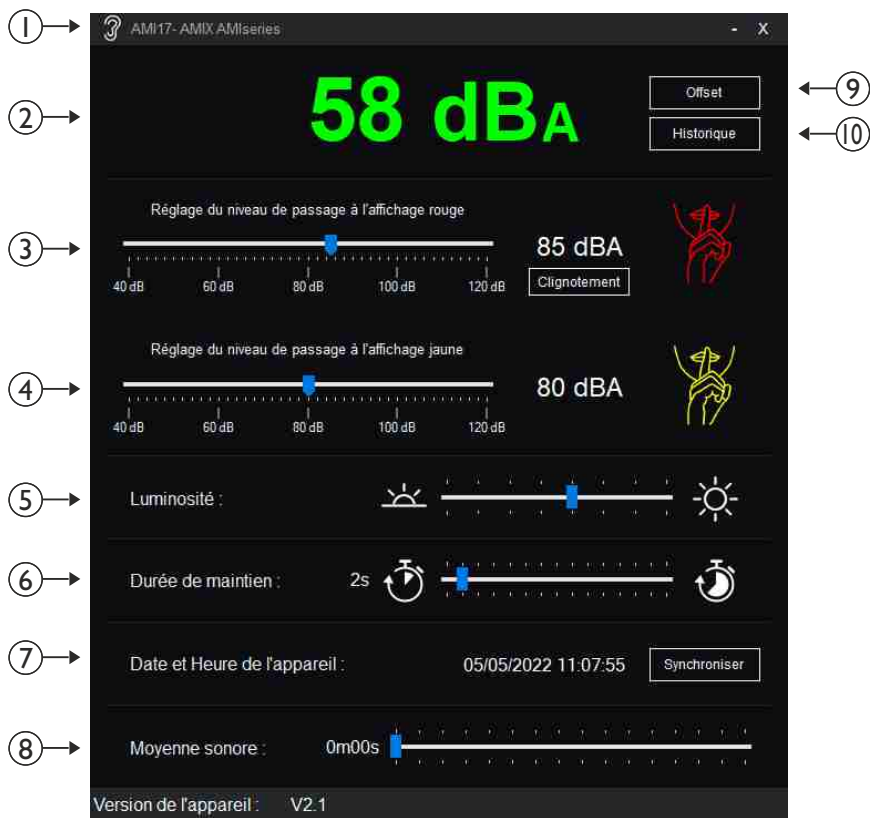 1 AMI17- AMIX AMIseries - X
2 58 dBA
Offset 9
Historique 10
Réglage du niveau de passage à l'affichage rouge
3 85 dBA
Clignotement
40 dB 60 dB 80 dB 100 dB 120 dB
Réglage du niveau de passage à l'affichage jaune
4 80 dBA
40 dB 60 dB 80 dB 100 dB 120 dB
5 Luminosité :
6 Durée de maintien : 2s
7 Date et Heure de l'appareil : 05/05/2022 11:07:55 Synchroniser
8 Moyenne sonore : 0m00s
Version de l'appareil : V2.1